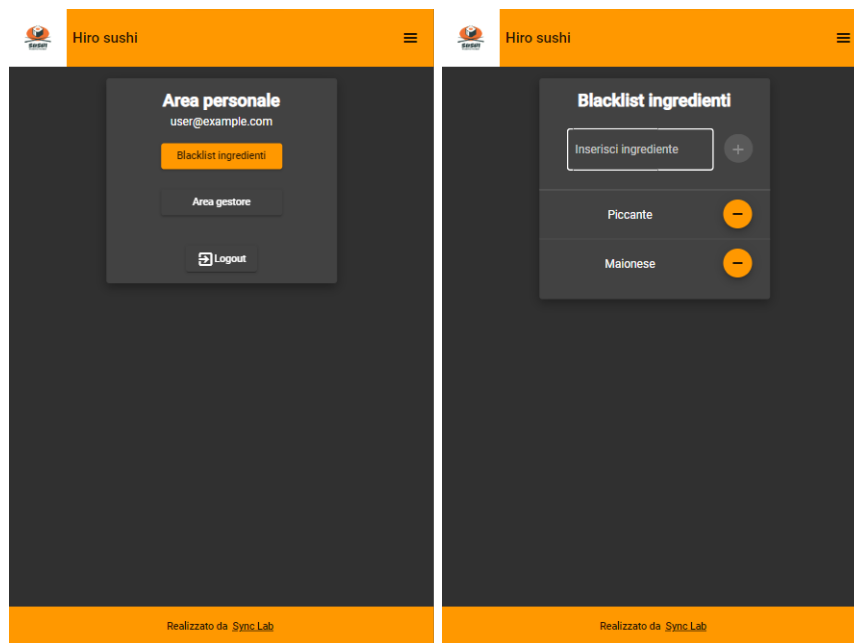 Hiro sushi
Area personale
user@example.com
Blacklist ingredienti
Area gestore
Logout
Realizzato da Sync Lab
Hiro sushi
Blacklist ingredienti
Inserisci ingrediente
Piccante
Maionese
Realizzato da Sync Lab